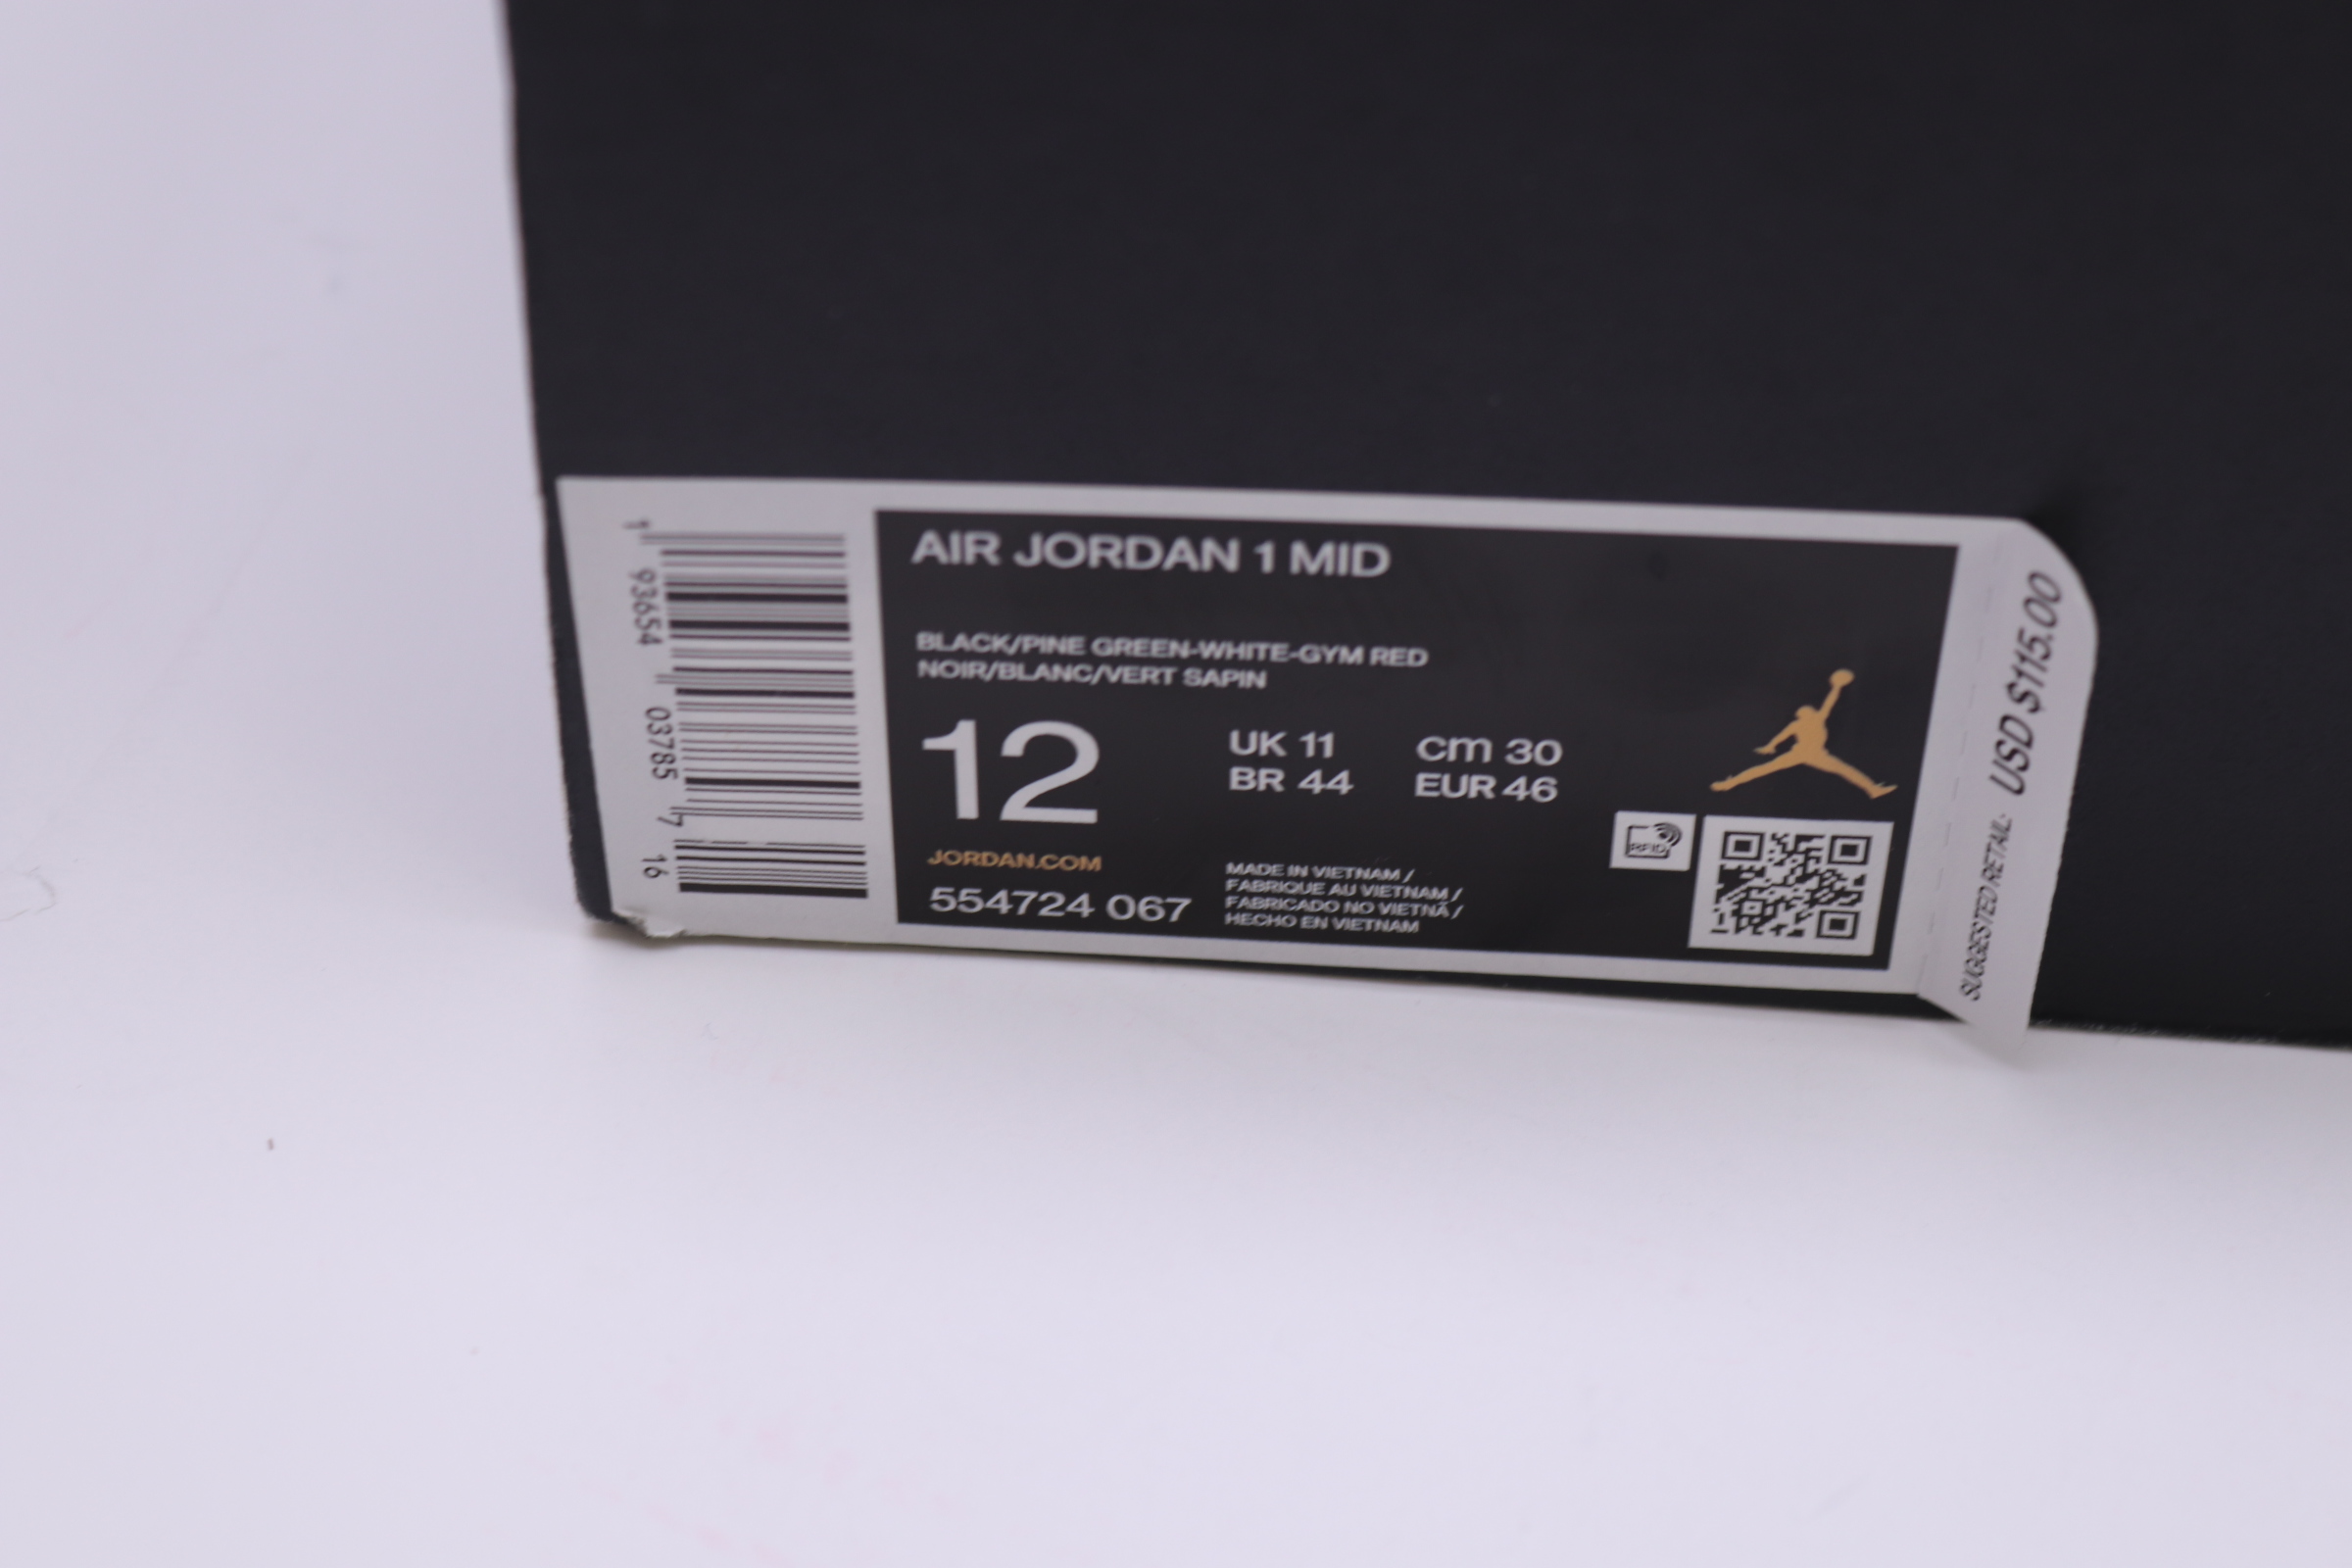 1 93654 03785 7 16
AIR JORDAN 1 MID
BLACK/PINE GREEN-WHITE-GYM RED
NOIR/BLANC/VERT SAPIN
12
UK 11 cm 30
BR 44 EUR 46
JORDAN.COM
554724 067
MADE IN VIETNAM /
FABRIQUE AU VIETNAM /
FABRICADO NO VIETNÃ /
HECHO EN VIETNAM
RFID
SUGGESTED RETAIL: USD $115.00